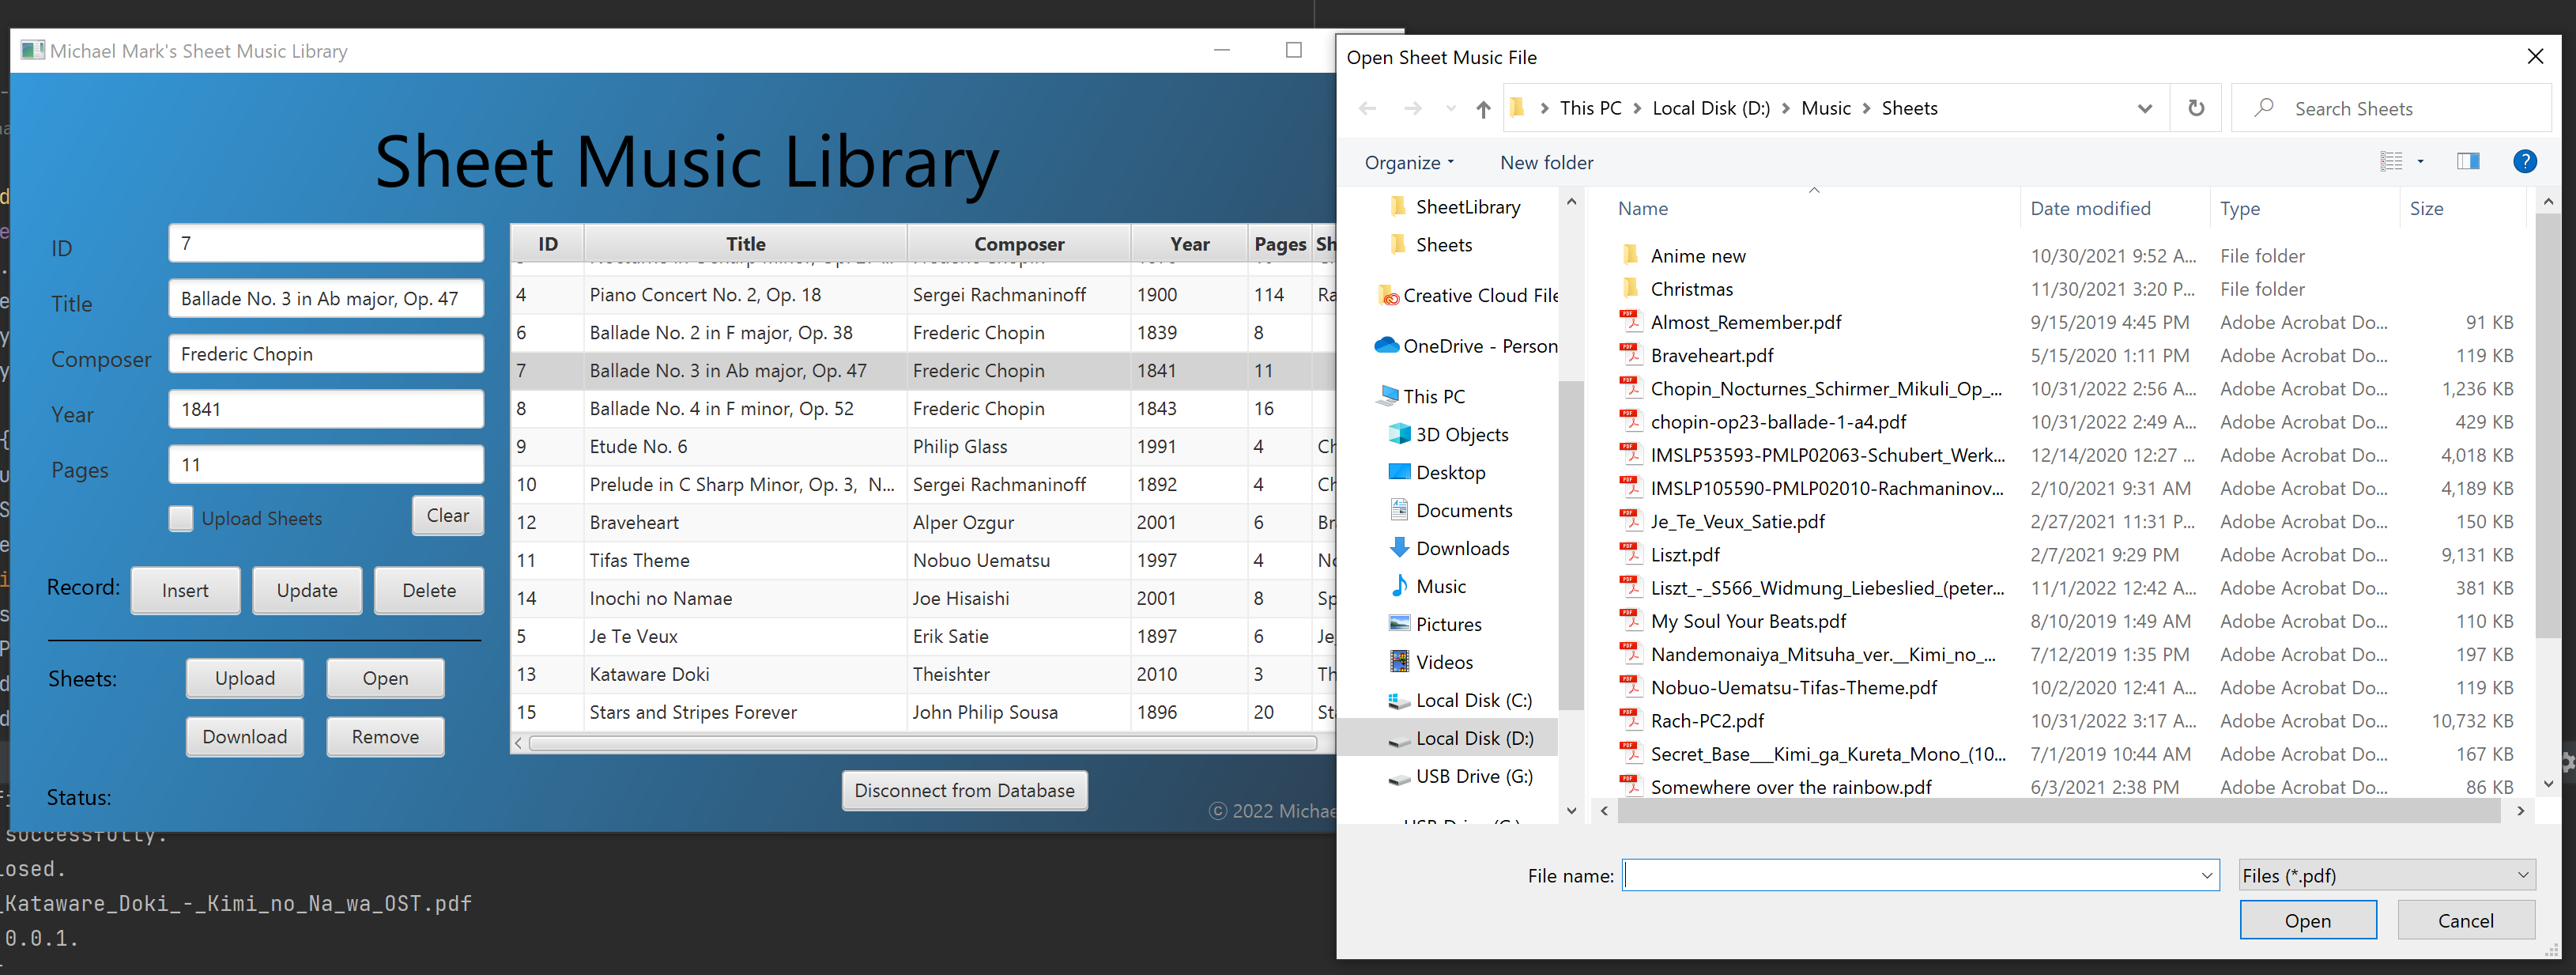 Michael Mark's Sheet Music Library
Sheet Music Library
ID 7
Title Ballade No. 3 in Ab major, Op. 47
Composer Frederic Chopin
Year 1841
Pages 11
Upload Sheets Clear
Record: Insert Update Delete
Sheets: Upload Open
Download Remove
Status:
ID Title Composer Year Pages Sh
4 Piano Concert No. 2, Op. 18 Sergei Rachmaninoff 1900 114 Ra
6 Ballade No. 2 in F major, Op. 38 Frederic Chopin 1839 8
7 Ballade No. 3 in Ab major, Op. 47 Frederic Chopin 1841 11
8 Ballade No. 4 in F minor, Op. 52 Frederic Chopin 1843 16
9 Etude No. 6 Philip Glass 1991 4 Ch
10 Prelude in C Sharp Minor, Op. 3, N... Sergei Rachmaninoff 1892 4 Ch
12 Braveheart Alper Ozgur 2001 6 Br
11 Tifas Theme Nobuo Uematsu 1997 4 No
14 Inochi no Namae Joe Hisaishi 2001 8 Sp
5 Je Te Veux Erik Satie 1897 6 Je
13 Kataware Doki Theishter 2010 3 Th
15 Stars and Stripes Forever John Philip Sousa 1896 20 St
Disconnect from Database
ⓒ 2022 Michae
successfully.
losed.
_Kataware_Doki_-_Kimi_no_Na_wa_OST.pdf
0.0.1.
Open Sheet Music File
This PC > Local Disk (D:) > Music > Sheets
Search Sheets
Organize New folder
SheetLibrary
Sheets
Creative Cloud File
OneDrive - Person
This PC
3D Objects
Desktop
Documents
Downloads
Music
Pictures
Videos
Local Disk (C:)
Local Disk (D:)
USB Drive (G:)
Name Date modified Type Size
Anime new 10/30/2021 9:52 A... File folder
Christmas 11/30/2021 3:20 P... File folder
Almost_Remember.pdf 9/15/2019 4:45 PM Adobe Acrobat Do... 91 KB
Braveheart.pdf 5/15/2020 1:11 PM Adobe Acrobat Do... 119 KB
Chopin_Nocturnes_Schirmer_Mikuli_Op_... 10/31/2022 2:56 A... Adobe Acrobat Do... 1,236 KB
chopin-op23-ballade-1-a4.pdf 10/31/2022 2:49 A... Adobe Acrobat Do... 429 KB
IMSLP53593-PMLP02063-Schubert_Werk... 12/14/2020 12:27 ... Adobe Acrobat Do... 4,018 KB
IMSLP105590-PMLP02010-Rachmaninov... 2/10/2021 9:31 AM Adobe Acrobat Do... 4,189 KB
Je_Te_Veux_Satie.pdf 2/27/2021 11:31 P... Adobe Acrobat Do... 150 KB
Liszt.pdf 2/7/2021 9:29 PM Adobe Acrobat Do... 9,131 KB
Liszt_-_S566_Widmung_Liebeslied_(peter... 11/1/2022 12:42 A... Adobe Acrobat Do... 381 KB
My Soul Your Beats.pdf 8/10/2019 1:49 AM Adobe Acrobat Do... 110 KB
Nandemonaiya_Mitsuha_ver.__Kimi_no_... 7/12/2019 1:35 PM Adobe Acrobat Do... 197 KB
Nobuo-Uematsu-Tifas-Theme.pdf 10/2/2020 12:41 A... Adobe Acrobat Do... 119 KB
Rach-PC2.pdf 10/31/2022 3:17 A... Adobe Acrobat Do... 10,732 KB
Secret_Base___Kimi_ga_Kureta_Mono_(10... 7/1/2019 10:44 AM Adobe Acrobat Do... 167 KB
Somewhere over the rainbow.pdf 6/3/2021 2:38 PM Adobe Acrobat Do... 86 KB
File name: Files (*.pdf)
Open Cancel